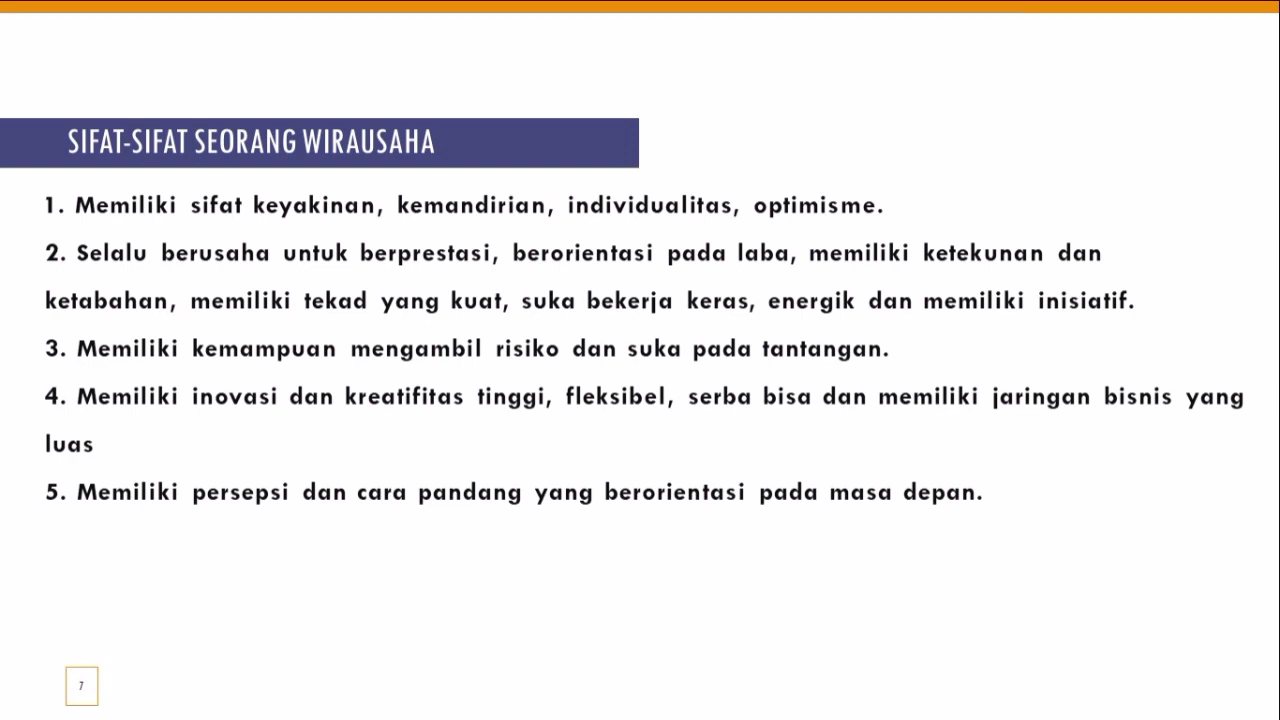 SIFAT-SIFAT SEORANG WIRAUSAHA
1. Memiliki sifat keyakinan, kemandirian, individualitas, optimisme.
2. Selalu berusaha untuk berprestasi, berorientasi pada laba, memiliki ketekunan dan
ketabahan, memiliki tekad yang kuat, suka bekerja keras, energik dan memiliki inisiatif.
3. Memiliki kemampuan mengambil risiko dan suka pada tantangan.
4. Memiliki inovasi dan kreatifitas tinggi, fleksibel, serba bisa dan memiliki jaringan bisnis yang
luas
5. Memiliki persepsi dan cara pandang yang berorientasi pada masa depan.
7